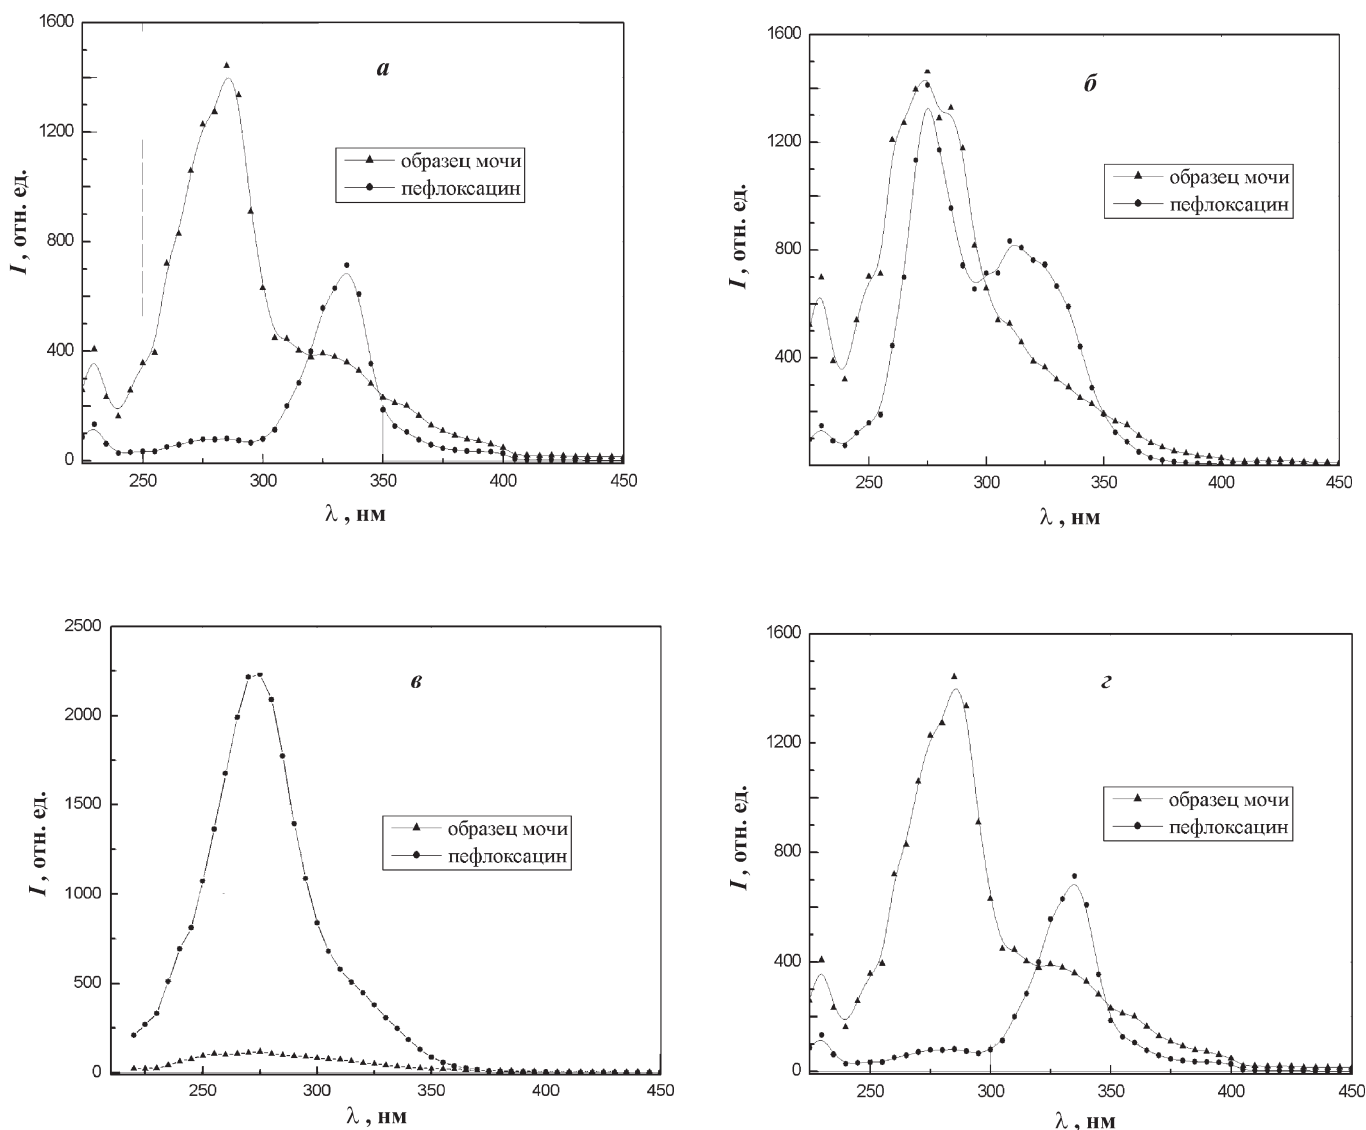 1600
1200
800
400
0
I, отн. ед.
а
образец мочи
пефлоксацин
250 300 350 400 450
λ , нм
1600
1200
800
400
I, отн. ед.
б
образец мочи
пефлоксацин
250 300 350 400 450
λ , нм
2500
2000
1500
1000
500
0
I, отн. ед.
в
образец мочи
пефлоксацин
250 300 350 400 450
λ , нм
1600
1200
800
400
0
I, отн. ед.
г
образец мочи
пефлоксацин
250 300 350 400 450
λ , нм